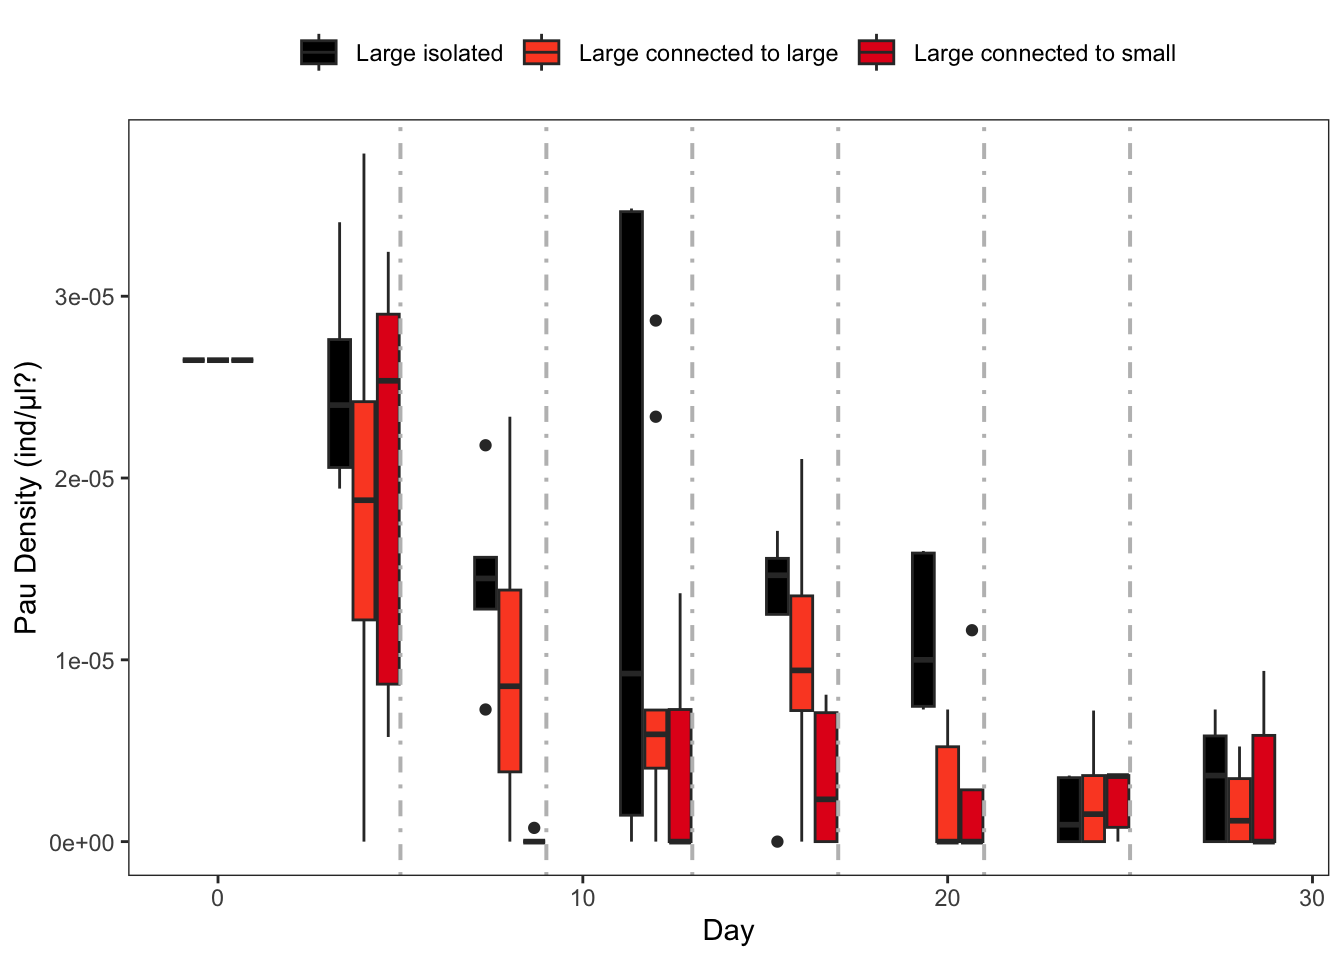 Large isolated Large connected to large Large connected to small
Pau Density (ind/µl?)
3e-05
2e-05
1e-05
0e+00
0 10 20 30
Day